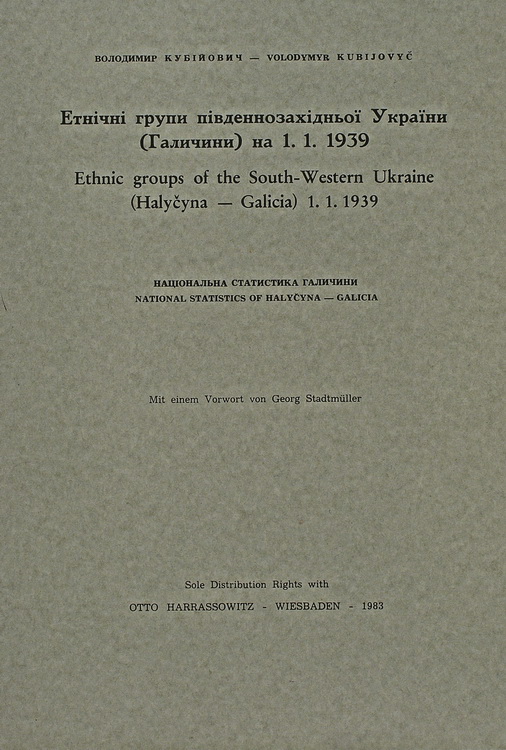 ВОЛОДИМИР КУБІЙОВИЧ — VOLODYMYR KUBIJOVYČ
Етнічні групи південнозахідньої України
(Галичини) на 1. 1. 1939
Ethnic groups of the South-Western Ukraine
(Halyčyna — Galicia) 1. 1. 1939
НАЦІОНАЛЬНА СТАТИСТИКА ГАЛИЧИНИ
NATIONAL STATISTICS OF HALYČYNA — GALICIA
Mit einem Vorwort von Georg Stadtmüller
Sole Distribution Rights with
OTTO HARRASSOWITZ - WIESBADEN - 1983